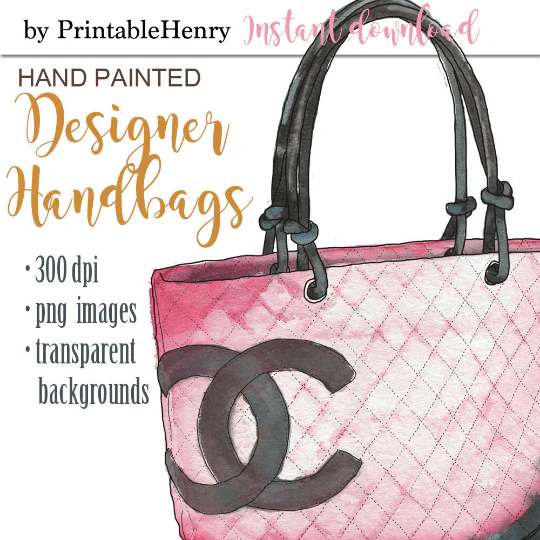 by PrintableHenry Instant download
HAND PAINTED
Designer
Handbags
• 300 dpi
• png images
• transparent
backgrounds